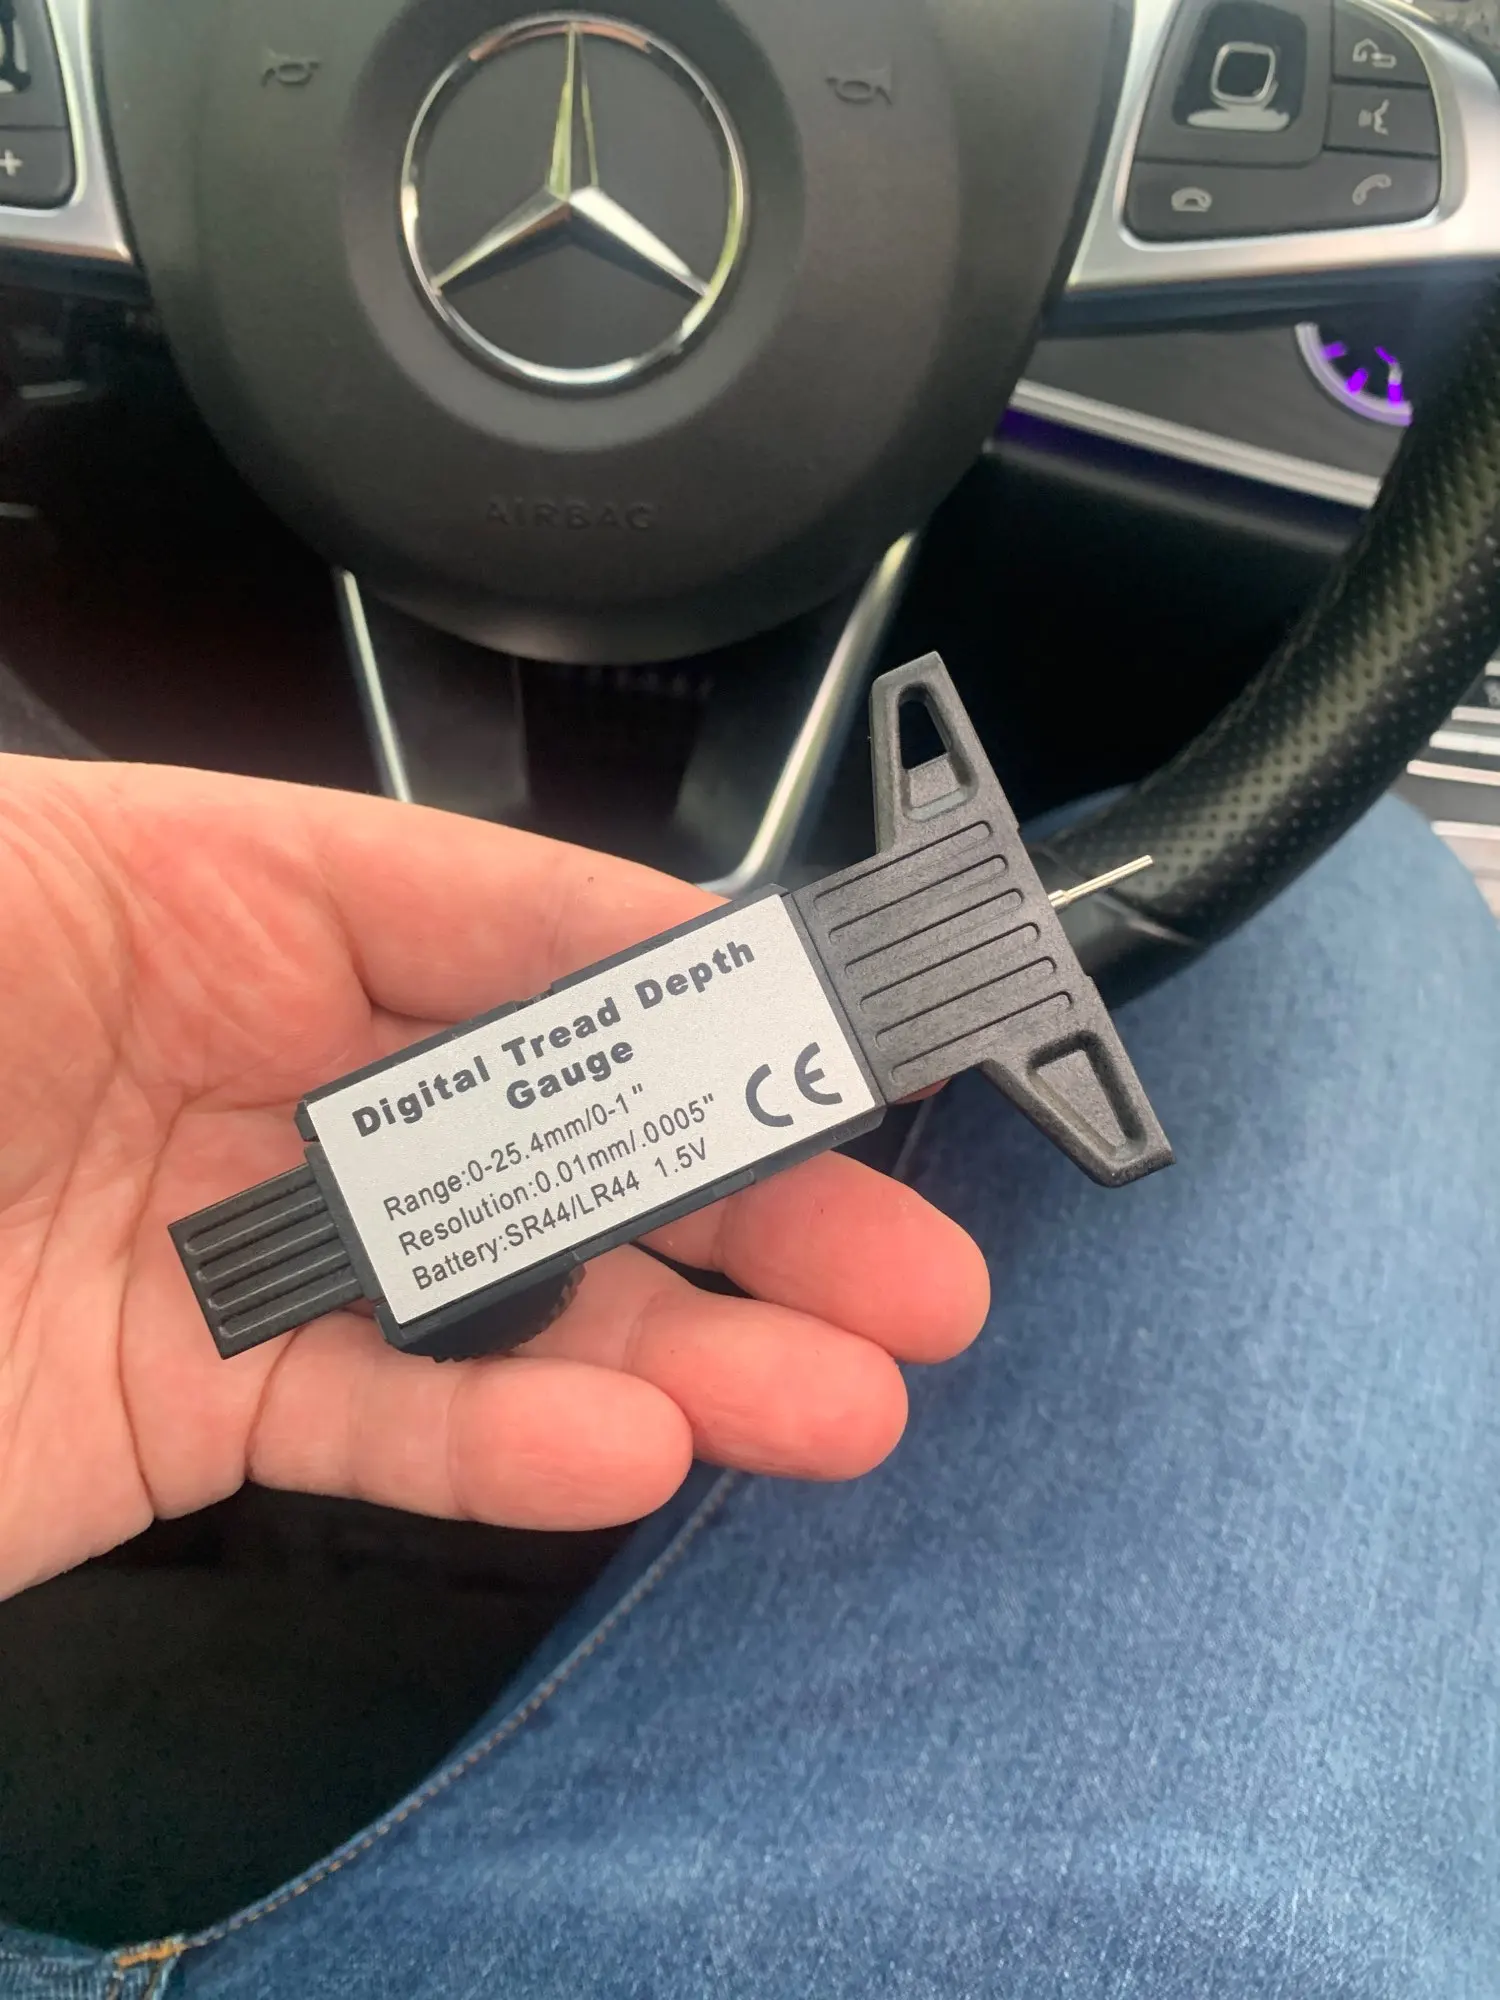 +
AIRBAG
Digital Tread Depth
Gauge
Range:0-25.4mm/0-1"
Resolution:0.01mm/.0005"
Battery:SR44/LR44 1.5V
CE